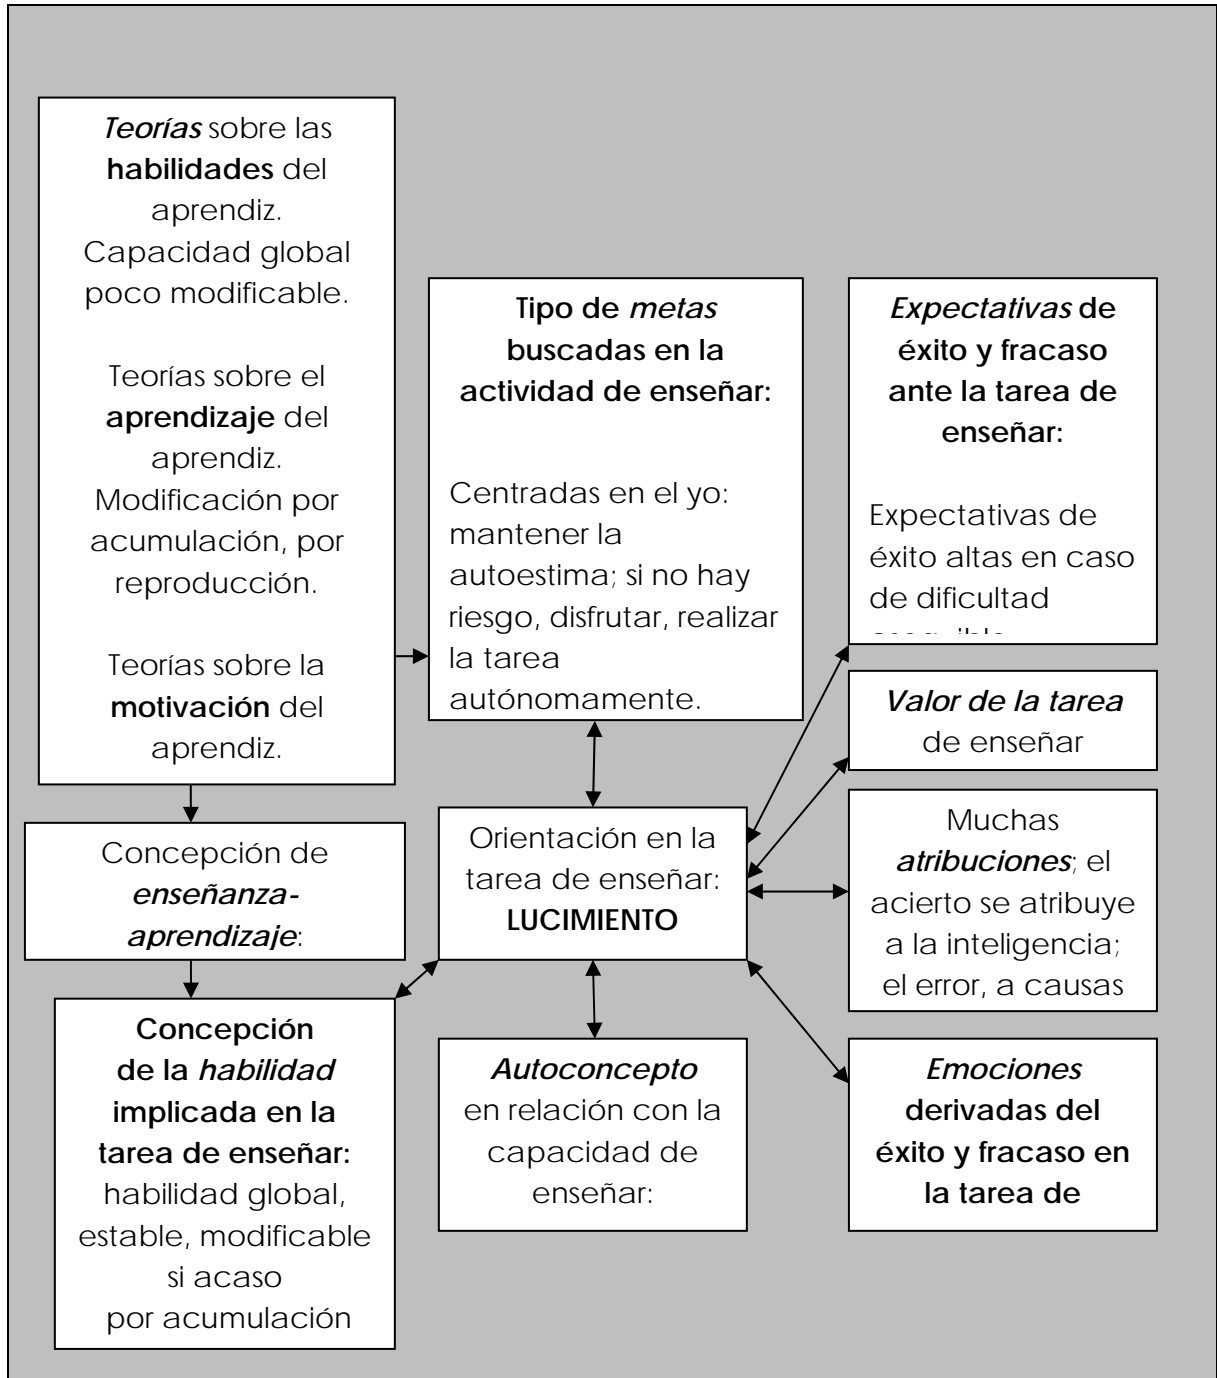 Teorías sobre las
habilidades del
aprendiz.
Capacidad global
poco modificable.
Teorías sobre el
aprendizaje del
aprendiz.
Modificación por
acumulación, por
reproducción.
Teorías sobre la
motivación del
aprendiz.
Concepción de
enseñanza-
aprendizaje:
Concepción
de la habilidad
implicada en la
tarea de enseñar:
habilidad global,
estable, modificable
si acaso
por acumulación
Tipo de metas
buscadas en la
actividad de enseñar:
Centradas en el yo:
mantener la
autoestima; si no hay
riesgo, disfrutar, realizar
la tarea
autónomamente.
Orientación en la
tarea de enseñar:
LUCIMIENTO
Autoconcepto
en relación con la
capacidad de
enseñar:
Expectativas de
éxito y fracaso
ante la tarea de
enseñar:
Expectativas de
éxito altas en caso
de dificultad
Valor de la tarea
de enseñar
Muchas
atribuciones; el
acierto se atribuye
a la inteligencia;
el error, a causas
Emociones
derivadas del
éxito y fracaso en
la tarea de